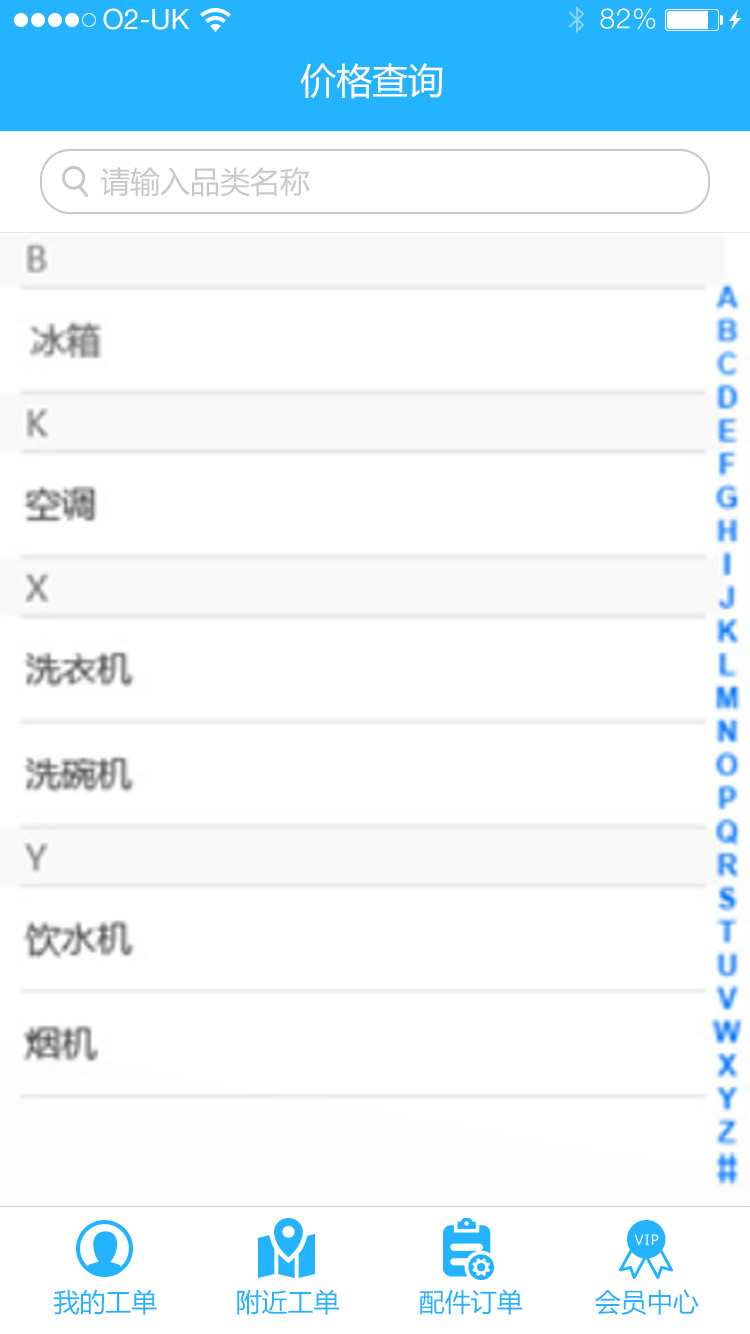 O2-UK 82%
价格查询
请输入品类名称
B
冰箱
K
空调
X
洗衣机
洗碗机
Y
饮水机
烟机
A
B
C
D
E
F
G
H
I
J
K
L
M
N
O
P
Q
R
S
T
U
V
W
X
Y
Z
#
VIP
我的工单 附近工单 配件订单 会员中心